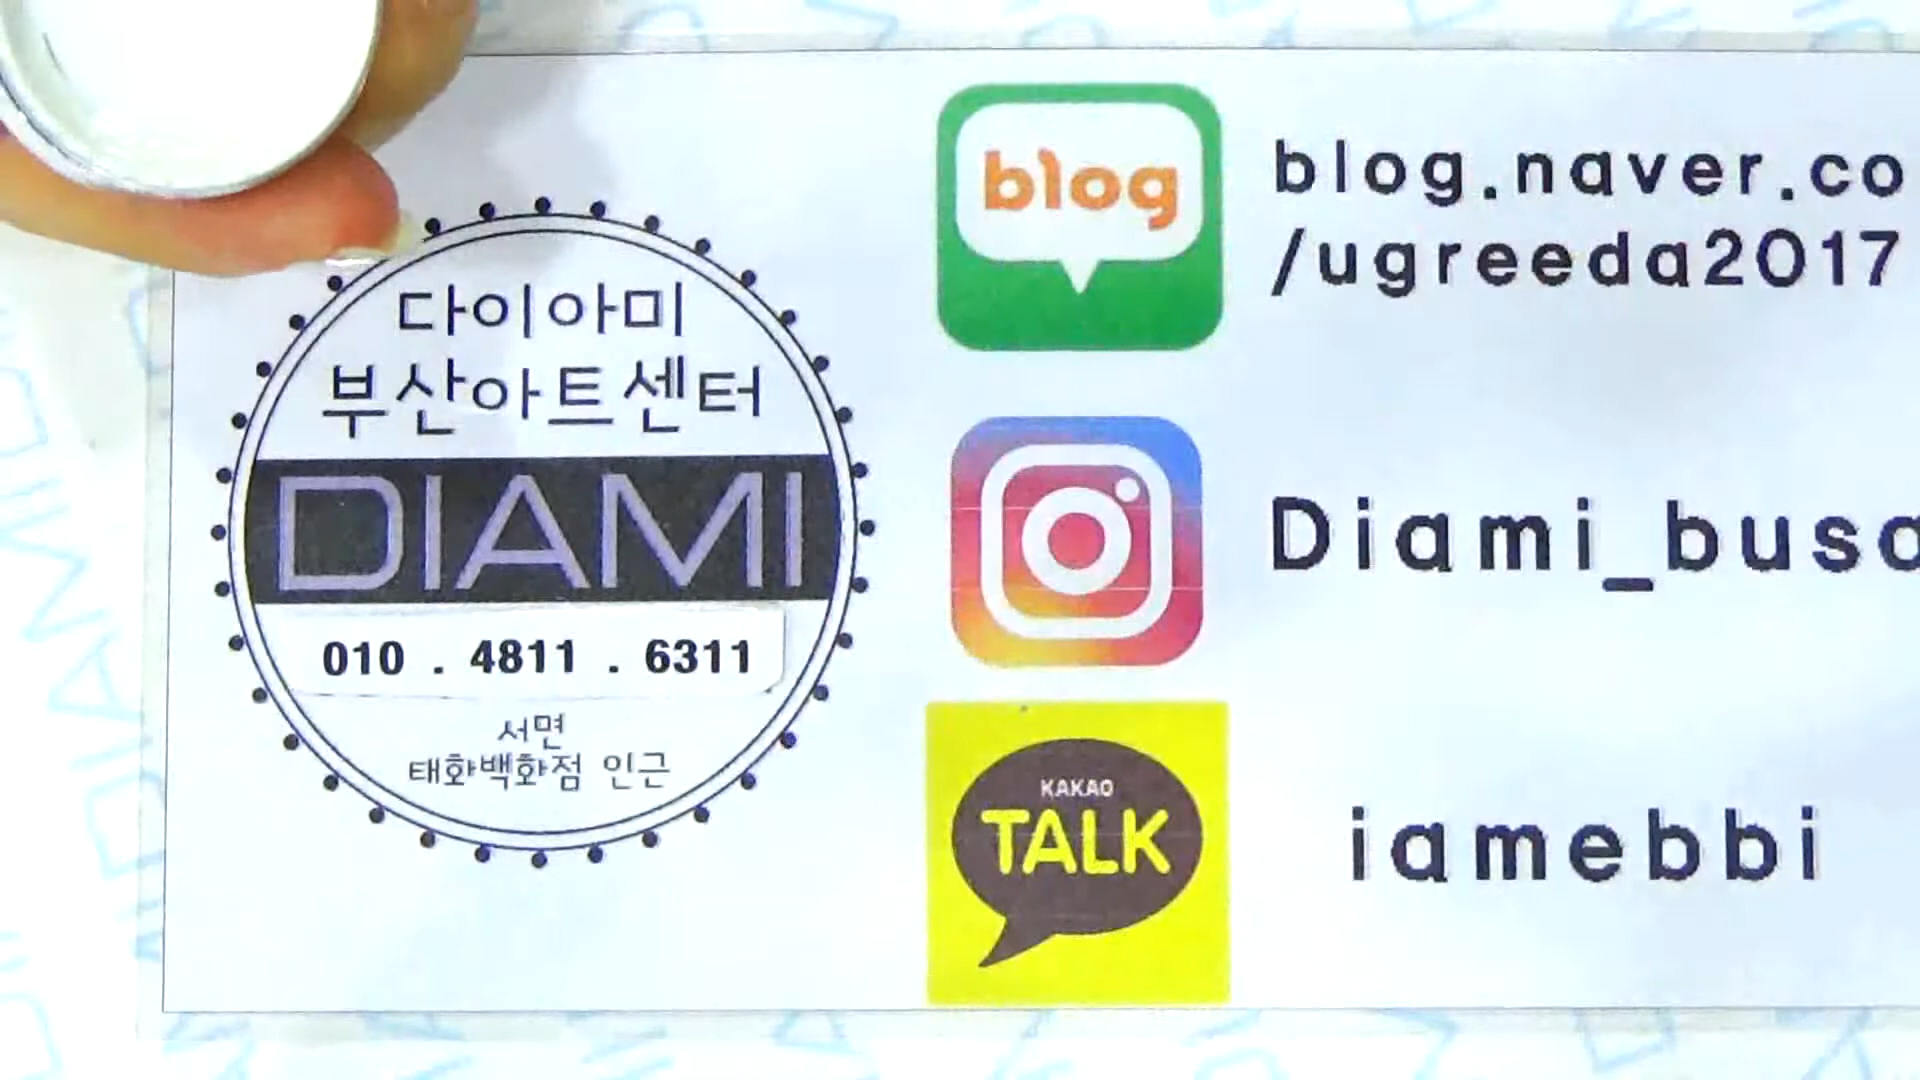 다이아미
부산아트센터
DIAMI
010 . 4811 . 6311
서면
태화백화점 인근
blog
blog.naver.co
/ugreeda2017
Diami_busa
KAKAO
TALK
iamebbi